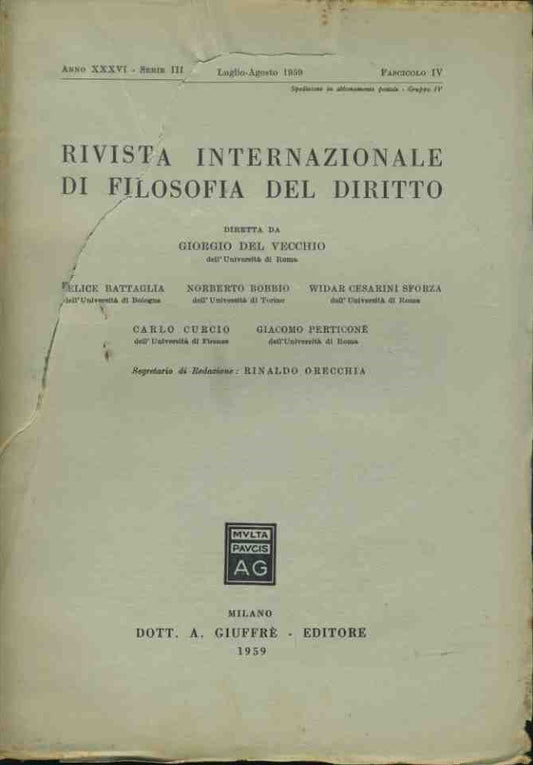 ANNO XXXVI - SERIE III Luglio-Agosto 1959 FASCICOLO IV
Spedizione in abbonamento postale - Gruppo IV
RIVISTA INTERNAZIONALE
DI FILOSOFIA DEL DIRITTO
DIRETTA DA
GIORGIO DEL VECCHIO
dell'Università di Roma
FELICE BATTAGLIA NORBERTO BOBBIO WIDAR CESARINI SFORZA
dell'Università di Bologna dell'Università di Torino dell'Università di Roma
CARLO CURCIO GIACOMO PERTICONE
dell'Università di Firenze dell'Università di Roma
Segretario di Redazione: RINALDO ORECCHIA
MVLTA
PAVCIS
AG
MILANO
DOTT. A. GIUFFRÈ - EDITORE
1959